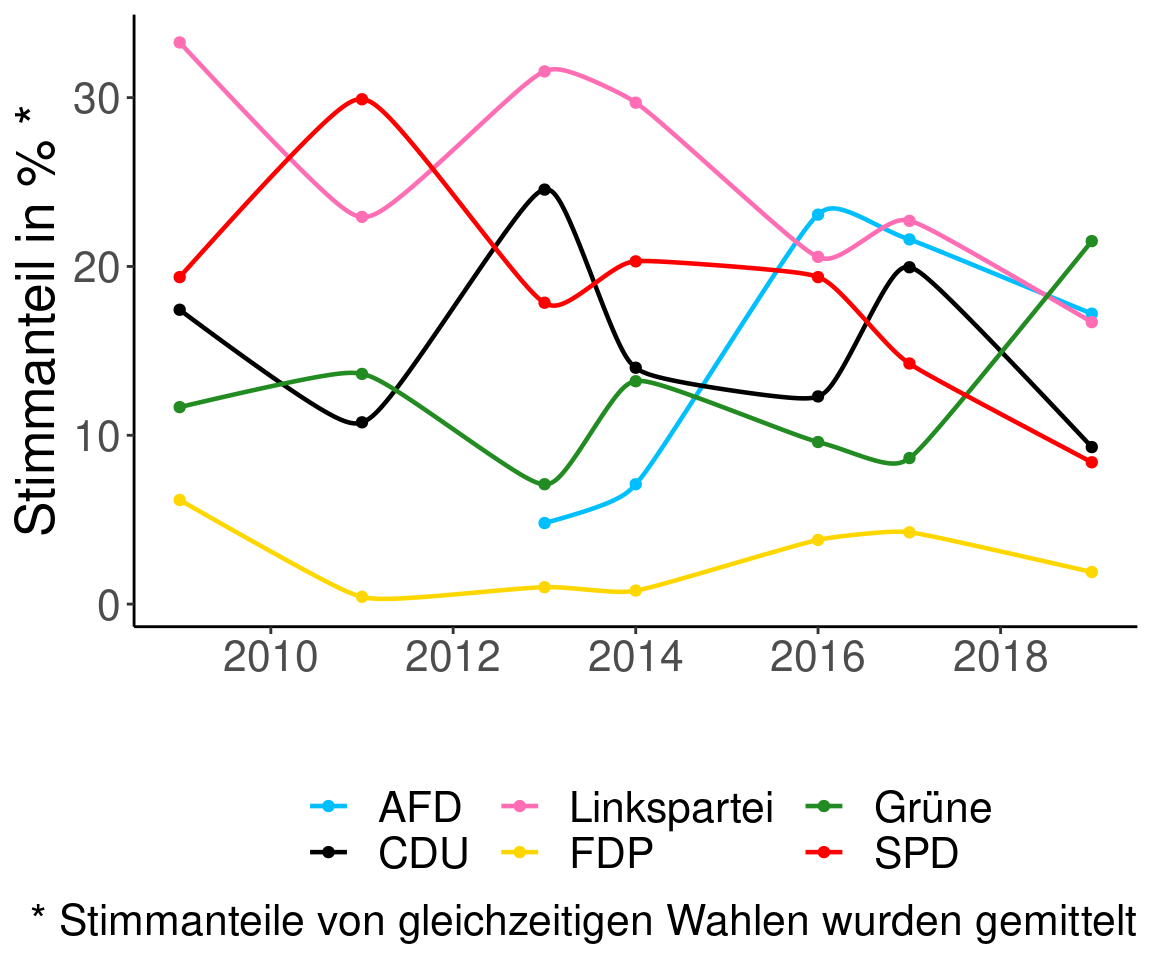 Stimmanteil in % *
30
20
10
0
2010 2012 2014 2016 2018
AFD Linkspartei Grüne
CDU FDP SPD
* Stimmanteile von gleichzeitigen Wahlen wurden gemittelt